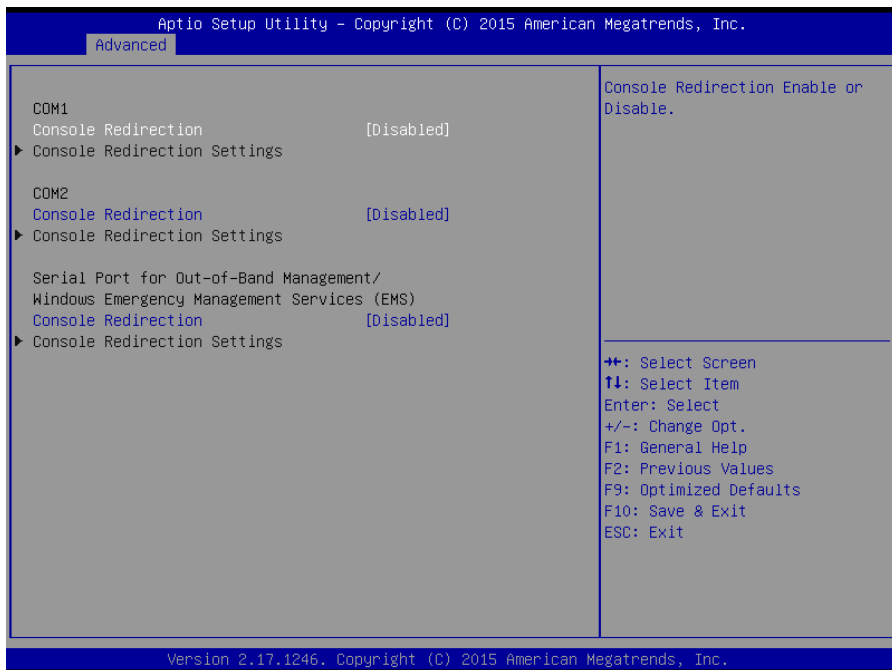 Aptio Setup Utility – Copyright (C) 2015 American Megatrends, Inc.
Advanced
COM1
Console Redirection [Disabled]
▶ Console Redirection Settings
COM2
Console Redirection [Disabled]
▶ Console Redirection Settings
Serial Port for Out-of-Band Management/
Windows Emergency Management Services (EMS)
Console Redirection [Disabled]
▶ Console Redirection Settings
Console Redirection Enable or
Disable.
→←: Select Screen
↑↓: Select Item
Enter: Select
+/-: Change Opt.
F1: General Help
F2: Previous Values
F9: Optimized Defaults
F10: Save & Exit
ESC: Exit
Version 2.17.1246. Copyright (C) 2015 American Megatrends, Inc.